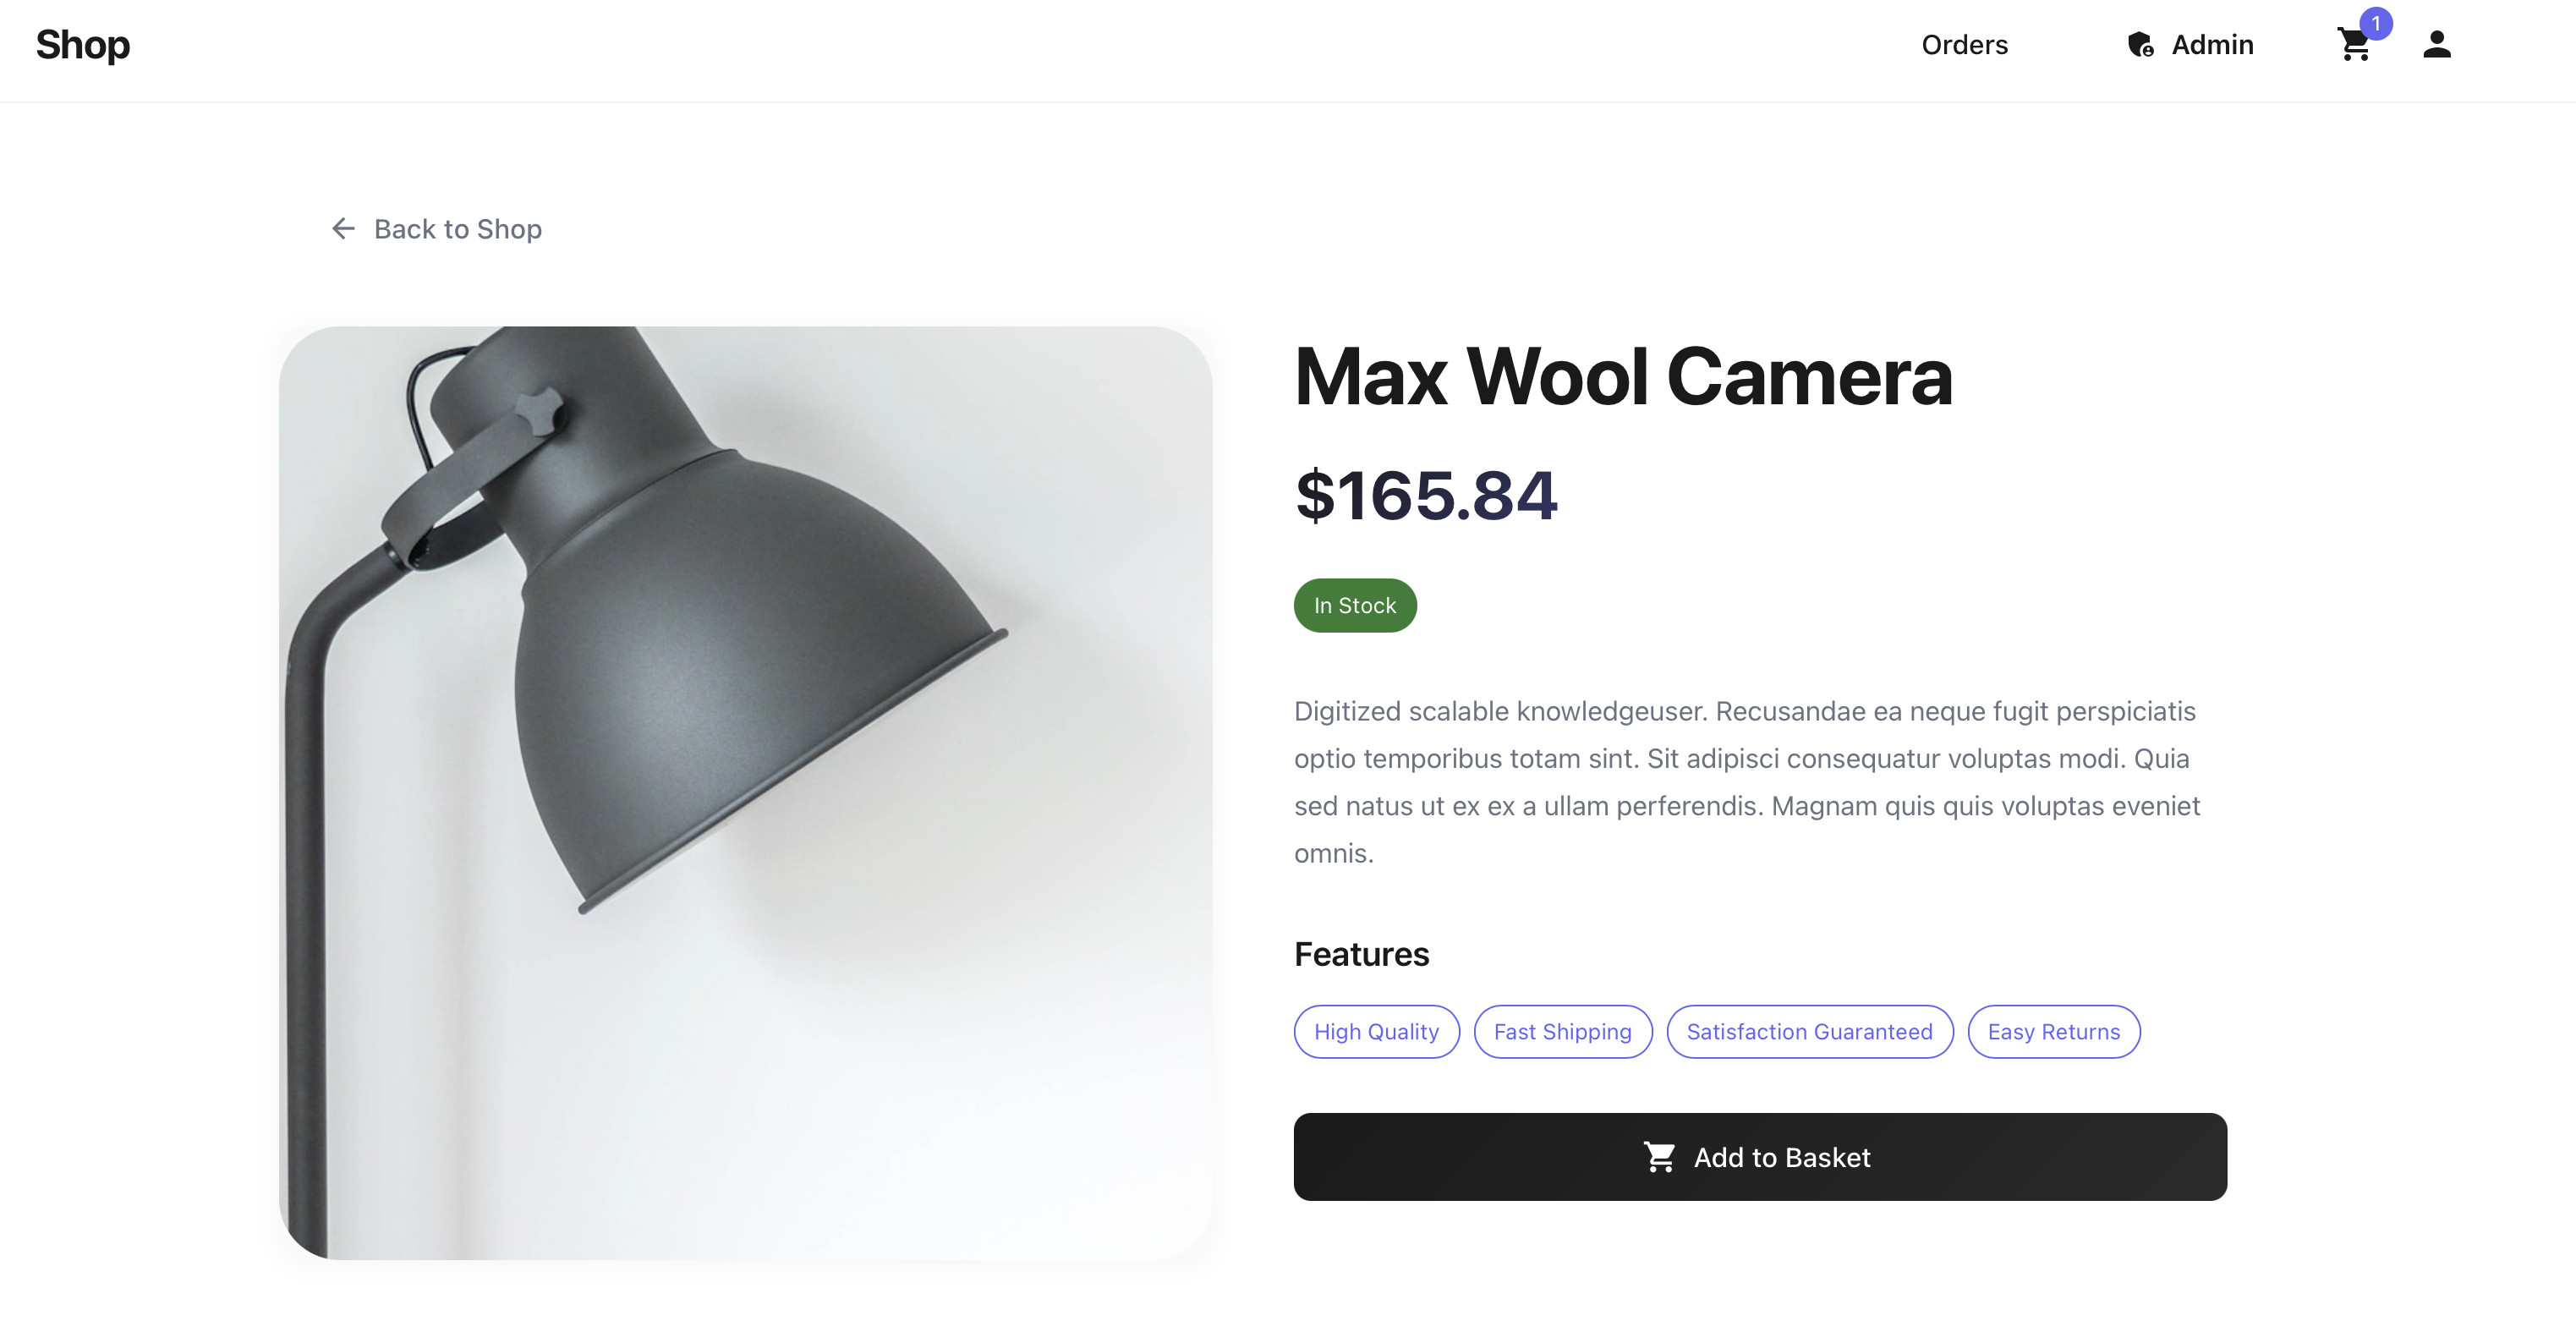 Shop
Orders
Admin
1
Back to Shop
Max Wool Camera
$165.84
In Stock
Digitized scalable knowledgeuser. Recusandae ea neque fugit perspiciatis
optio temporibus totam sint. Sit adipisci consequatur voluptas modi. Quia
sed natus ut ex ex a ullam perferendis. Magnam quis quis voluptas eveniet
omnis.
Features
High Quality
Fast Shipping
Satisfaction Guaranteed
Easy Returns
Add to Basket